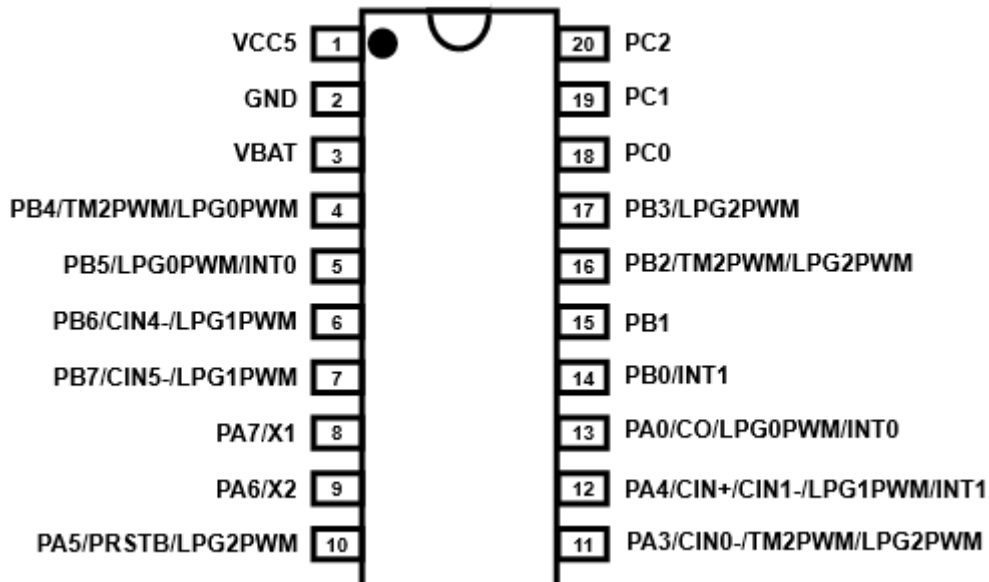 VCC5 1 20 PC2
GND 2 19 PC1
VBAT 3 18 PC0
PB4/TM2PWM/LPG0PWM 4 17 PB3/LPG2PWM
PB5/LPG0PWM/INT0 5 16 PB2/TM2PWM/LPG2PWM
PB6/CIN4-/LPG1PWM 6 15 PB1
PB7/CIN5-/LPG1PWM 7 14 PB0/INT1
PA7/X1 8 13 PA0/CO/LPG0PWM/INT0
PA6/X2 9 12 PA4/CIN+/CIN1-/LPG1PWM/INT1
PA5/PRSTB/LPG2PWM 10 11 PA3/CIN0-/TM2PWM/LPG2PWM